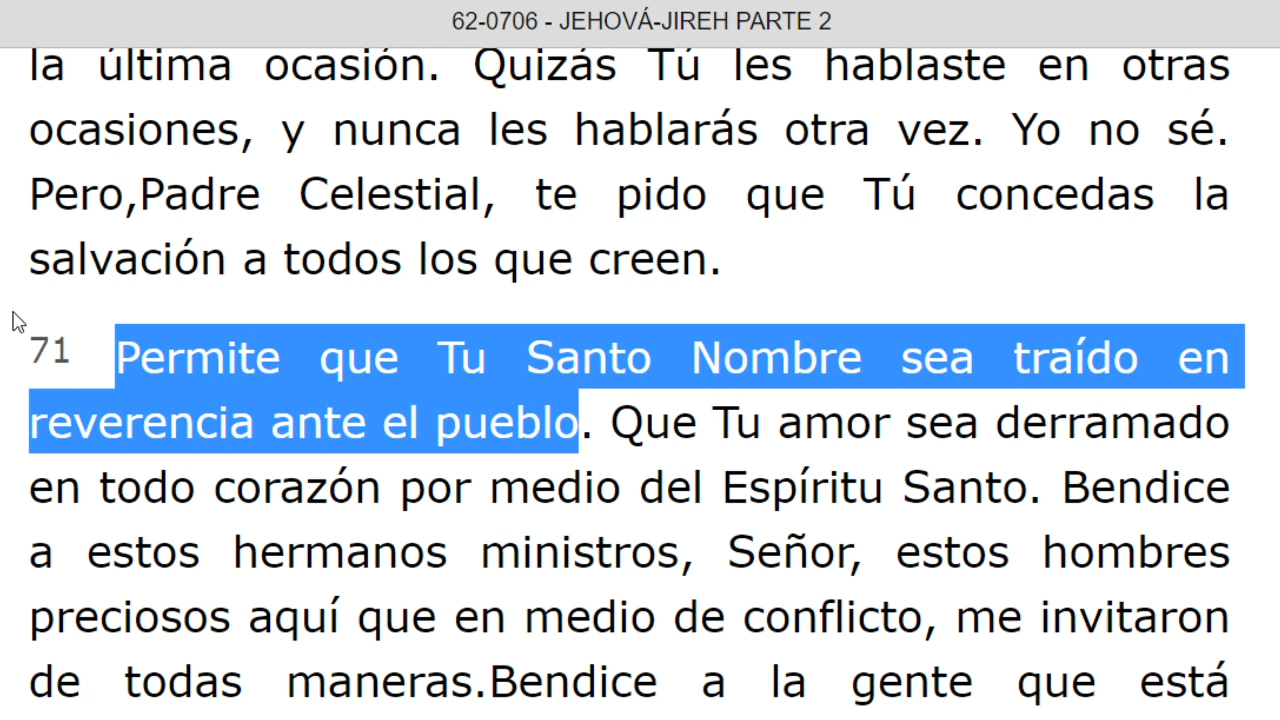 62-0706 - JEHOVÁ-JIREH PARTE 2
la última ocasión. Quizás Tú les hablaste en otras
ocasiones, y nunca les hablarás otra vez. Yo no sé.
Pero,Padre Celestial, te pido que Tú concedas la
salvación a todos los que creen.
71 Permite que Tu Santo Nombre sea traído en
reverencia ante el pueblo. Que Tu amor sea derramado
en todo corazón por medio del Espíritu Santo. Bendice
a estos hermanos ministros, Señor, estos hombres
preciosos aquí que en medio de conflicto, me invitaron
de todas maneras.Bendice a la gente que está